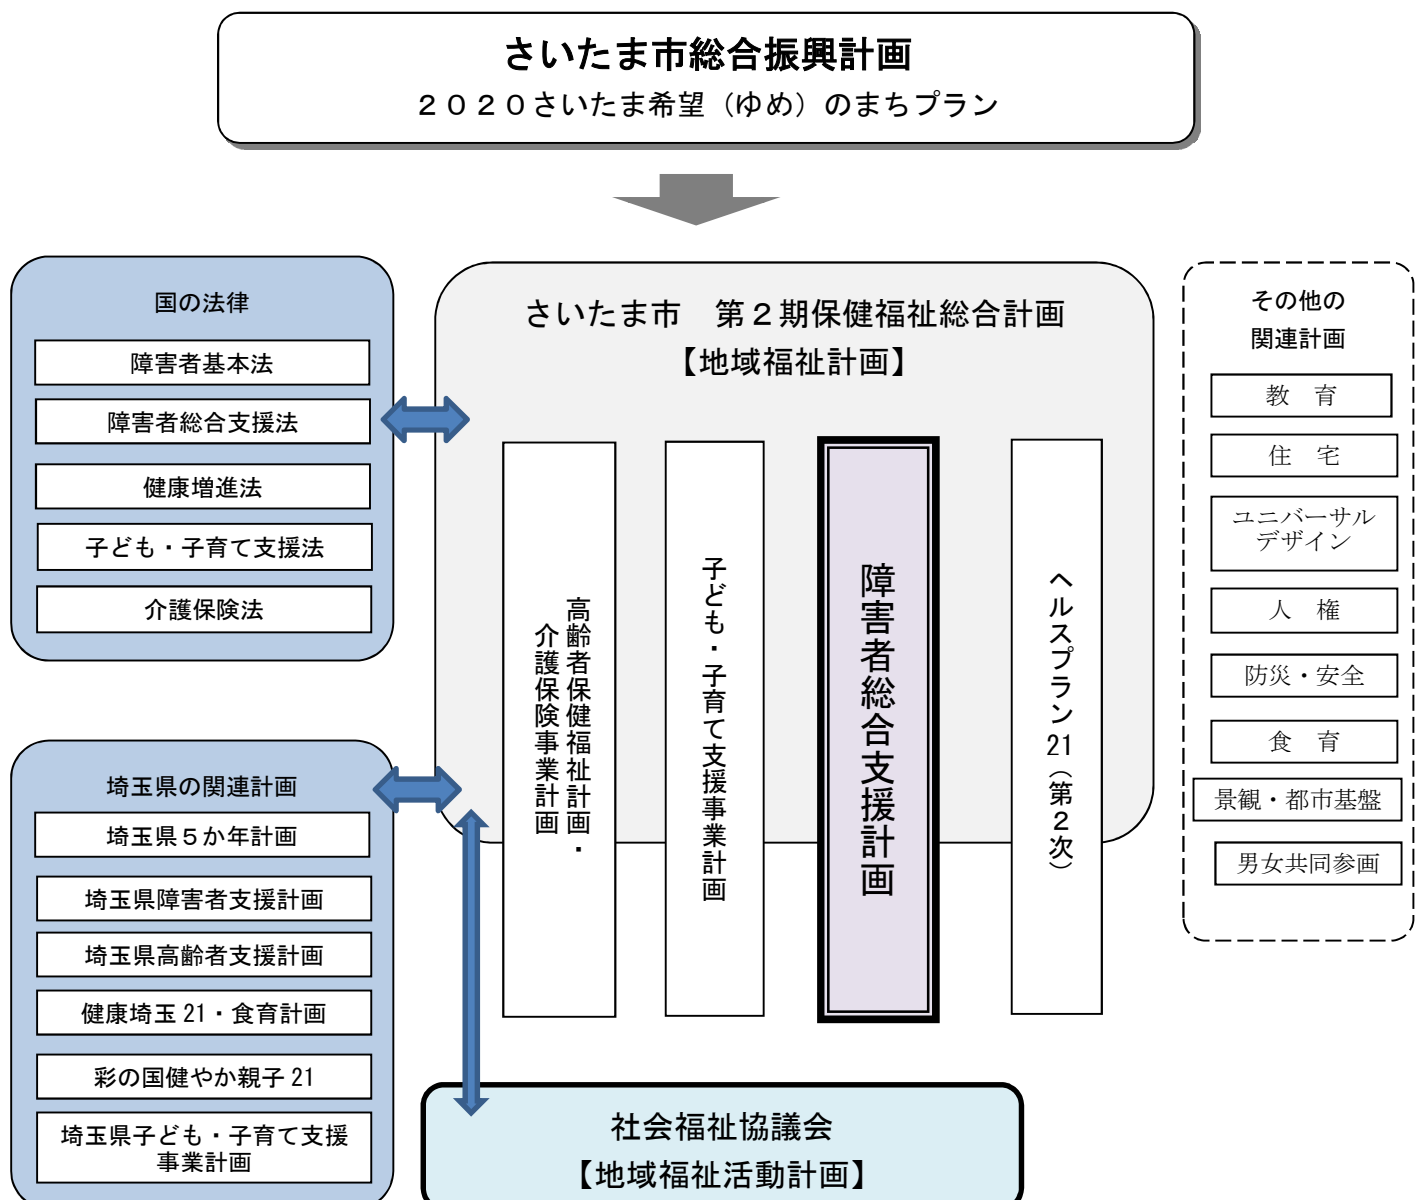 さいたま市総合振興計画
２０２０さいたま希望（ゆめ）のまちプラン
国の法律
障害者基本法
障害者総合支援法
健康増進法
子ども・子育て支援法
介護保険法
埼玉県の関連計画
埼玉県５か年計画
埼玉県障害者支援計画
埼玉県高齢者支援計画
健康埼玉 21・食育計画
彩の国健やか親子 21
埼玉県子ども・子育て支援
事業計画
さいたま市　第２期保健福祉総合計画
【地域福祉計画】
高齢者保健福祉計画・
介護保険事業計画
子ども・子育て支援事業計画
障害者総合支援計画
ヘルスプラン 21（第２次）
社会福祉協議会
【地域福祉活動計画】
その他の
関連計画
教　育
住　宅
ユニバーサル
デザイン
人　権
防災・安全
食　育
景観・都市基盤
男女共同参画